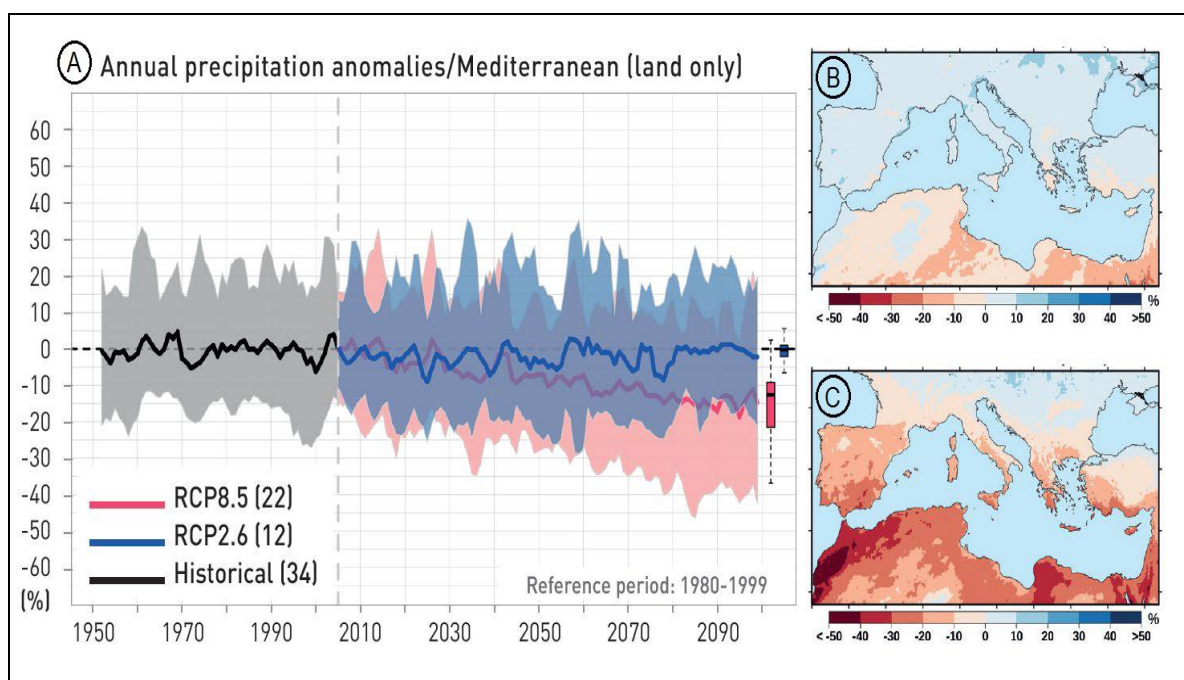 A Annual precipitation anomalies/Mediterranean (land only)
60
50
40
30
20
10
0
-10
-20
-30
-40
-50
-60
(%)
RCP8.5 (22)
RCP2.6 (12)
Historical (34)
Reference period: 1980-1999
1950 1970 1990 2010 2030 2050 2070 2090
B
%
< -50 -40 -30 -20 -10 0 10 20 30 40 >50
C
%
< -50 -40 -30 -20 -10 0 10 20 30 40 >50